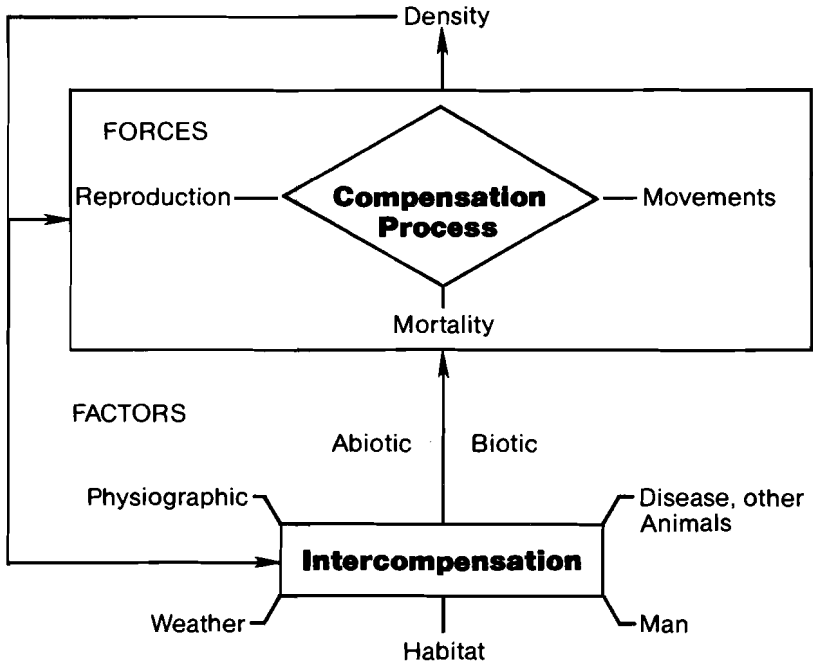 Density
FORCES
Reproduction
Compensation
Process
Movements
Mortality
FACTORS
Abiotic
Biotic
Physiographic
Disease, other
Animals
Intercompensation
Weather
Man
Habitat